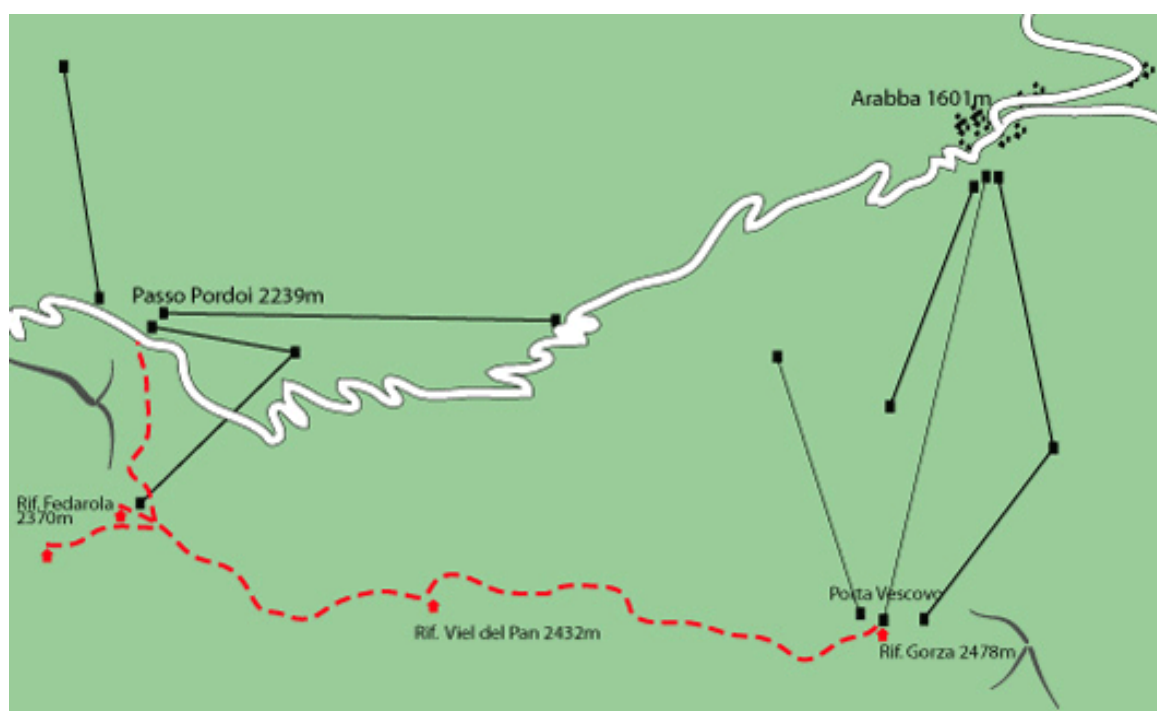 Arabba 1601m
Passo Pordoi 2239m
Rif. Fedarola
2370m
Porta Vescovo
Rif. Viel del Pan 2432m
Rif. Gorza 2478m